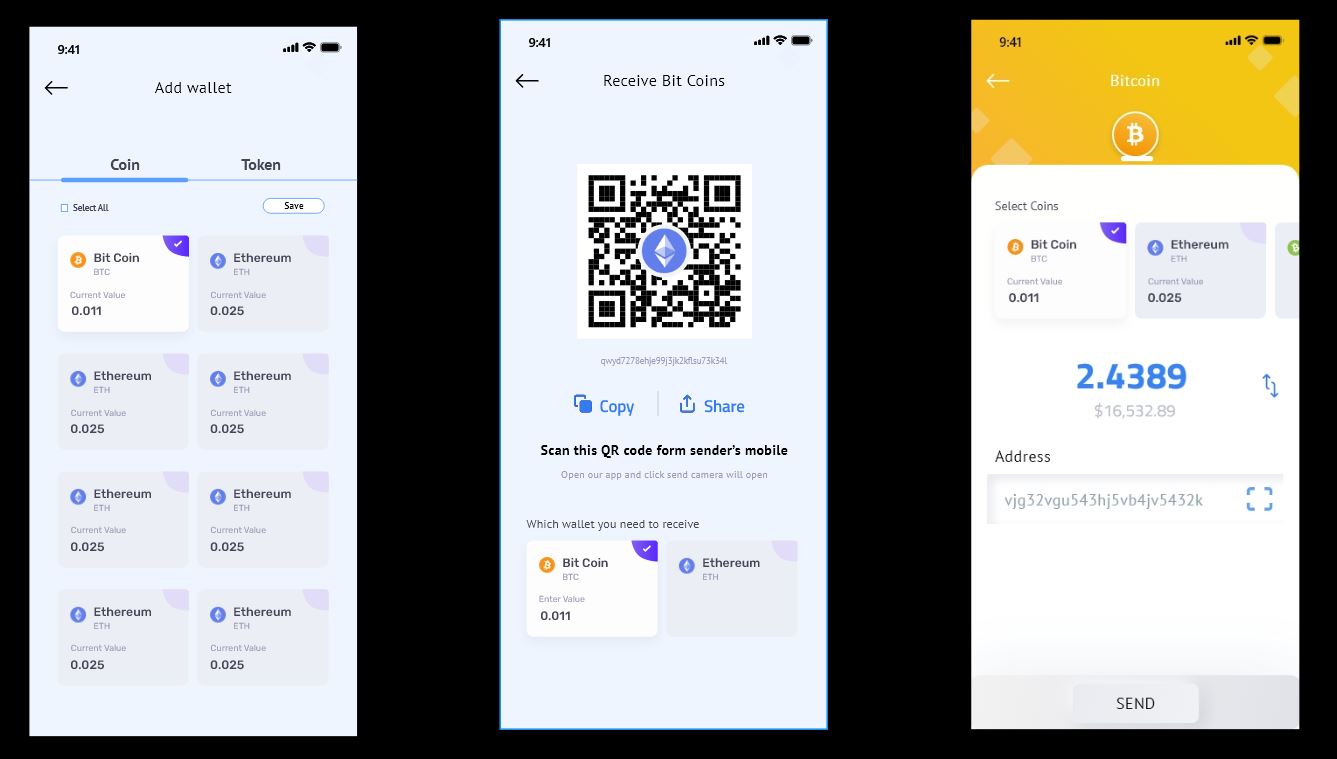 9:41
Add wallet
Coin
Token
Select All
Save
Bit Coin
BTC
Current Value
0.011
Ethereum
ETH
Current Value
0.025
Ethereum
ETH
Current Value
0.025
Ethereum
ETH
Current Value
0.025
Ethereum
ETH
Current Value
0.025
Ethereum
ETH
Current Value
0.025
Ethereum
ETH
Current Value
0.025
Ethereum
ETH
Current Value
0.025
9:41
Receive Bit Coins
qwyd7278ehje99j3jk2kflsu73k34l
Copy
Share
Scan this QR code form sender's mobile
Open our app and click send camera will open
Which wallet you need to receive
Bit Coin
BTC
Enter Value
0.011
Ethereum
ETH
9:41
Bitcoin
Select Coins
Bit Coin
BTC
Current Value
0.011
Ethereum
ETH
Current Value
0.025
2.4389
$16,532.89
Address
vjg32vgu543hj5vb4jv5432k
SEND